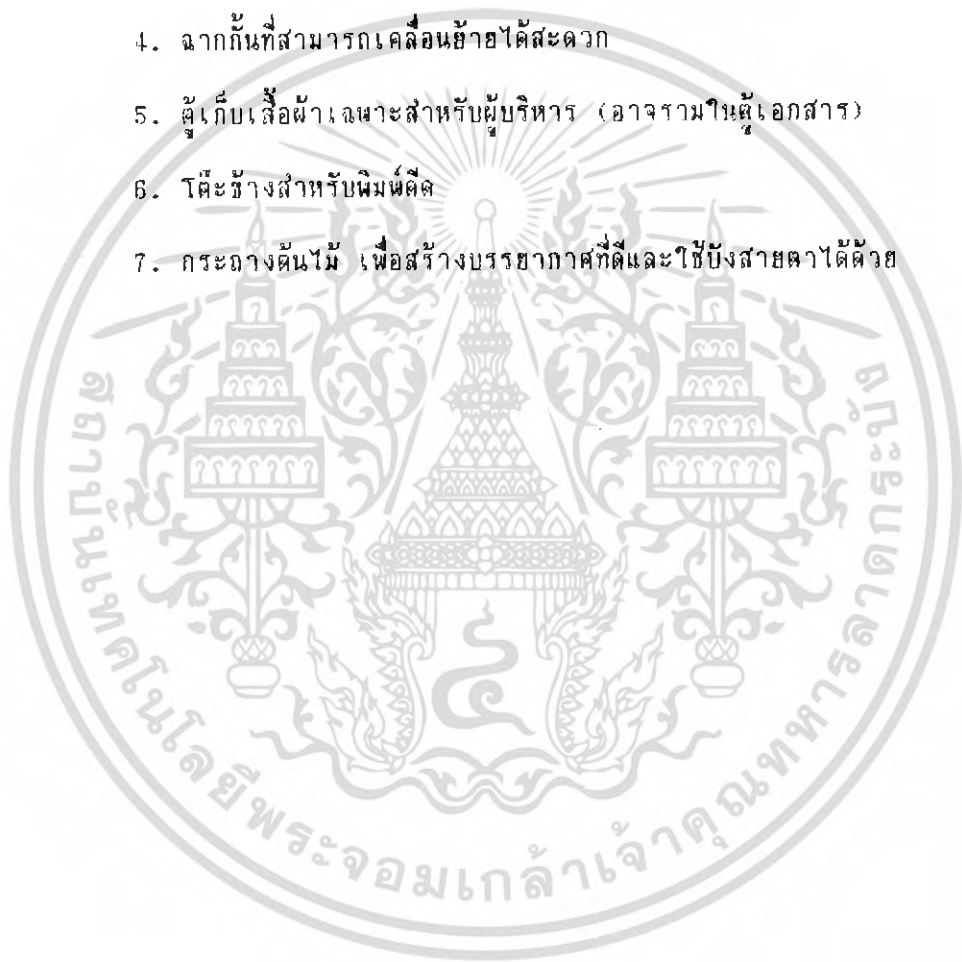 4. ฉากกั้นที่สามารถเคลื่อนย้ายได้สะดวก
5. ตู้เก็บเสื้อผ้าเฉพาะสำหรับผู้บริหาร (อาจรวมในตู้เอกสาร)
6. โต๊ะข้างสำหรับพิมพ์ดีด
7. กระถางต้นไม้ เพื่อสร้างบรรยากาศที่ดีและใช้บังสายตาได้ด้วย
สถาบันเทคโนโลยีพระจอมเกล้าเจ้าคุณทหารลาดกระบัง